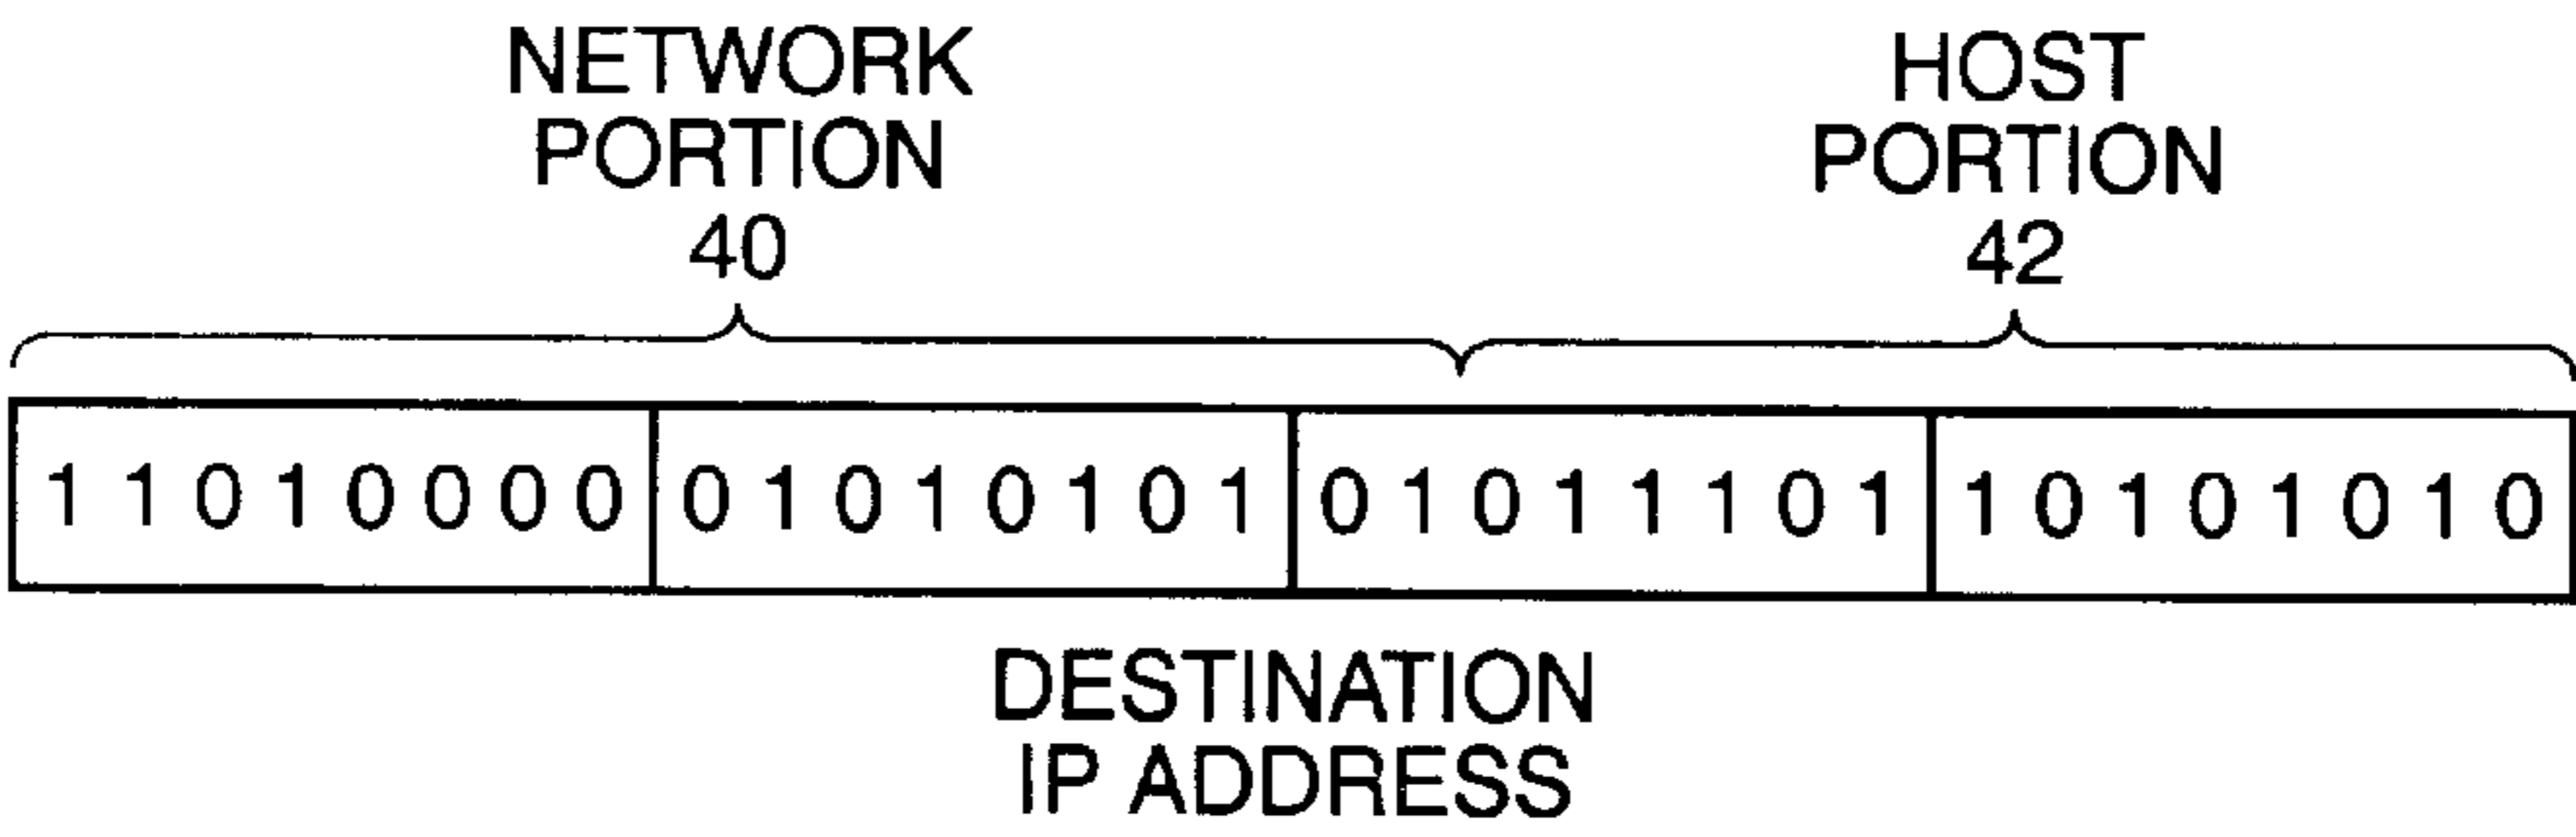 NETWORK
PORTION
40
HOST
PORTION
42
1 1 0 1 0 0 0 0 0 1 0 1 0 1 0 1 0 1 0 1 1 1 0 1 1 0 1 0 1 0 1 0
DESTINATION
IP ADDRESS